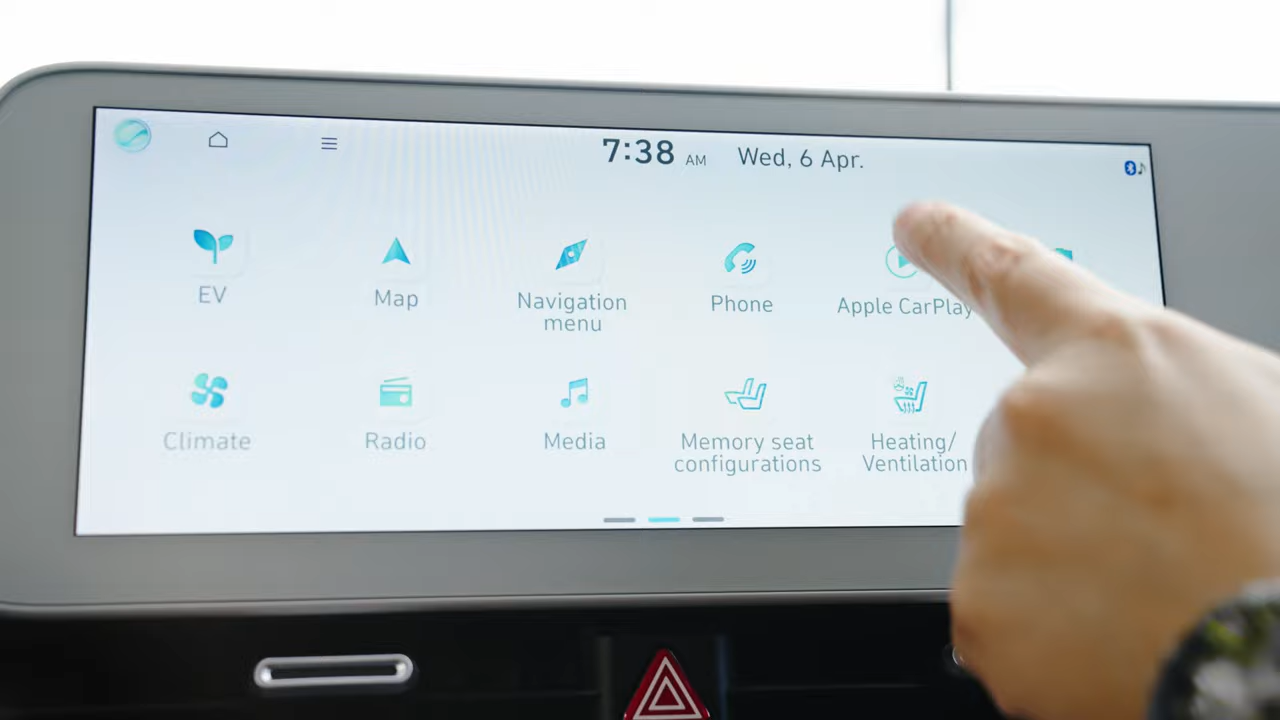 7:38 AM Wed, 6 Apr.
EV
Map
Navigation
menu
Phone
Apple CarPlay
Climate
Radio
Media
Memory seat
configurations
Heating/
Ventilation